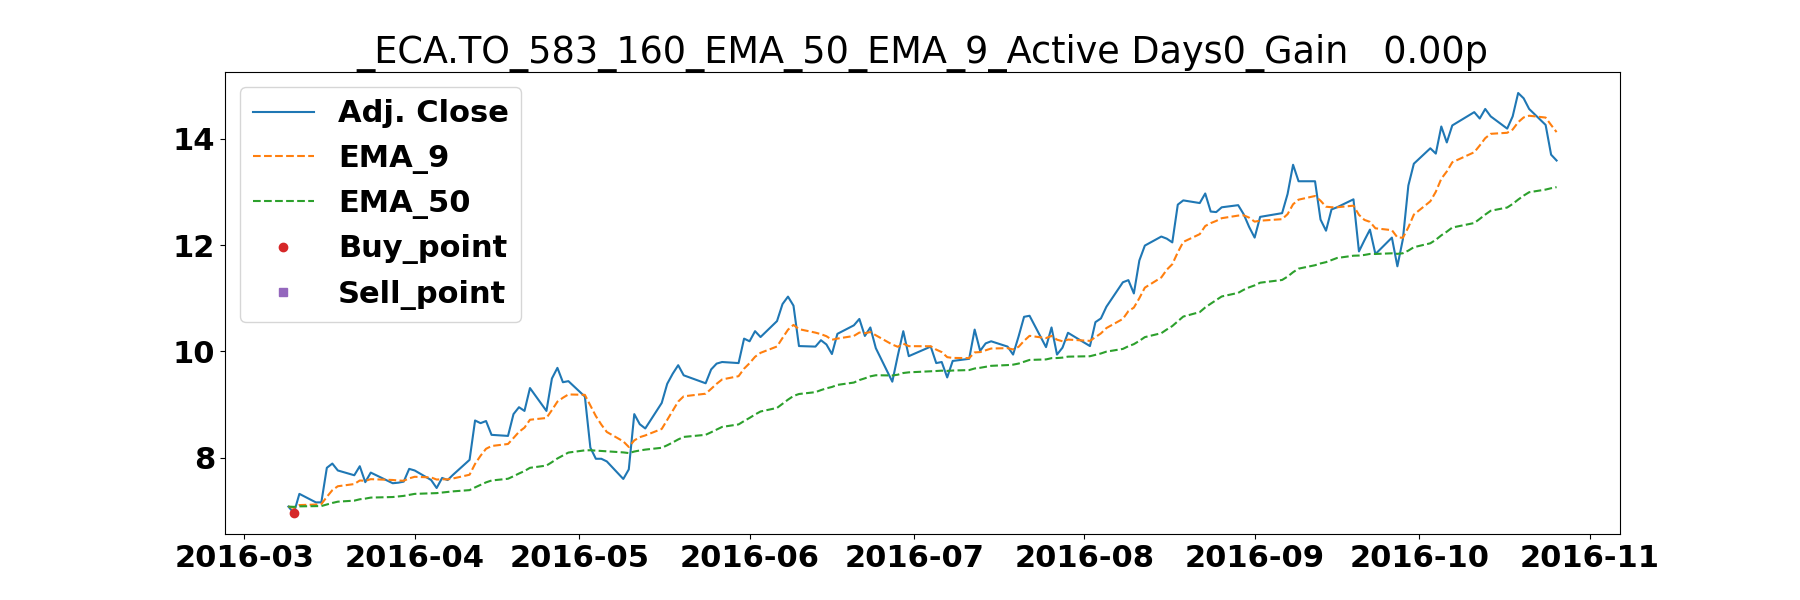 _ECA.TO_583_160_EMA_50_EMA_9_Active Days0_Gain   0.00p
Adj. Close
EMA_9
EMA_50
Buy_point
Sell_point
14
12
10
8
2016-03 2016-04 2016-05 2016-06 2016-07 2016-08 2016-09 2016-10 2016-11